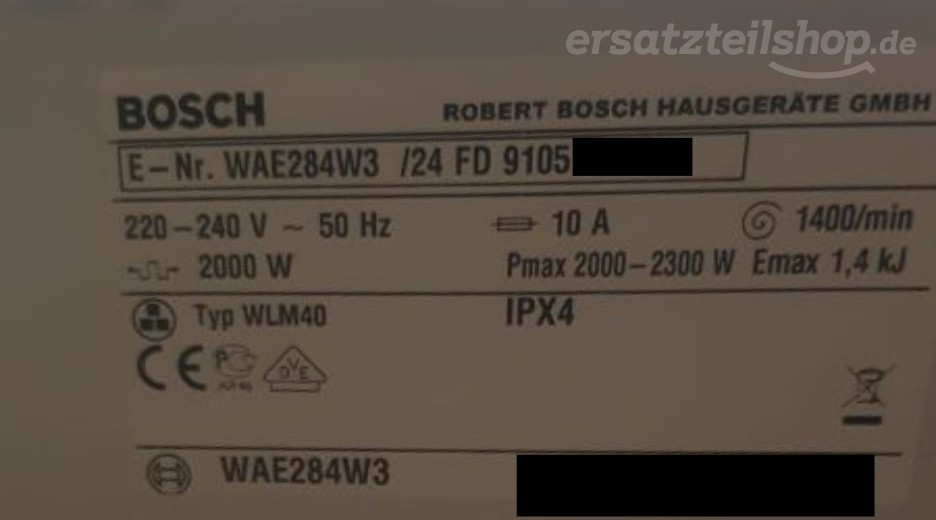 ersatzteilshop.de
BOSCH ROBERT BOSCH HAUSGERÄTE GMBH
E-Nr. WAE284W3 /24 FD 9105
220-240 V ~ 50 Hz 10 A 1400/min
2000 W Pmax 2000-2300 W Emax 1,4 kJ
Typ WLM40 IPX4
CE DVE
WAE284W3